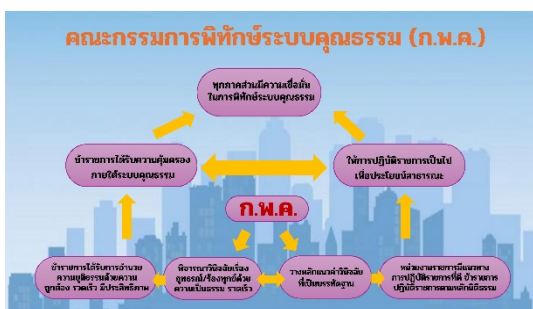 คณะกรรมการพิทักษ์ระบบคุณธรรม (ก.พ.ค.)
ทุกภาคส่วนมีความเชื่อมั่น
ในการพิทักษ์ระบบคุณธรรม
ข้าราชการได้รับความคุ้มครอง
ภายใต้ระบบคุณธรรม
ให้การปฏิบัติราชการเป็นไป
เพื่อประโยชน์สาธารณะ
ก.พ.ค.
ข้าราชการได้รับการอำนวย
ความยุติธรรมด้วยความ
ถูกต้อง รวดเร็ว มีประสิทธิภาพ
พิจารณาวินิจฉัยเรื่อง
อุทธรณ์/ร้องทุกข์ด้วย
ความเป็นธรรม รวดเร็ว
วางหลักแนวคำวินิจฉัย
ที่เป็นบรรทัดฐาน
หน่วยงานราชการมีแนวทาง
การปฏิบัติราชการที่ดี ข้าราชการ
ปฏิบัติราชการตามหลักนิติธรรม